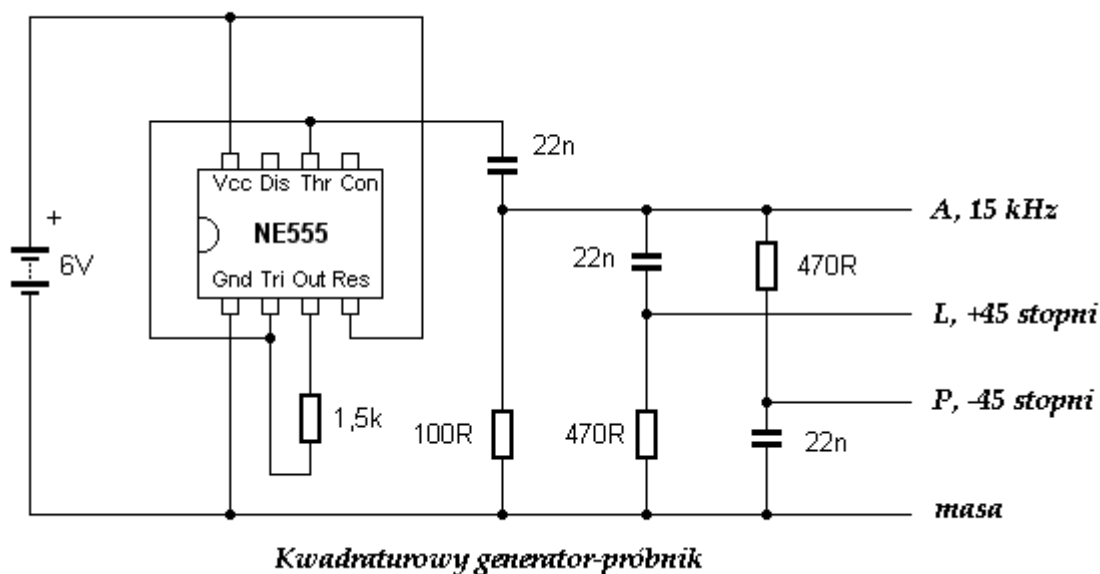 22n
Vcc Dis Thr Con
A, 15 kHz
+
NE555
22n
470R
6V
Gnd Tri Out Res
L, +45 stopni
P, -45 stopni
1,5k
100R
470R
22n
masa
Kwadraturowy generator-próbnik